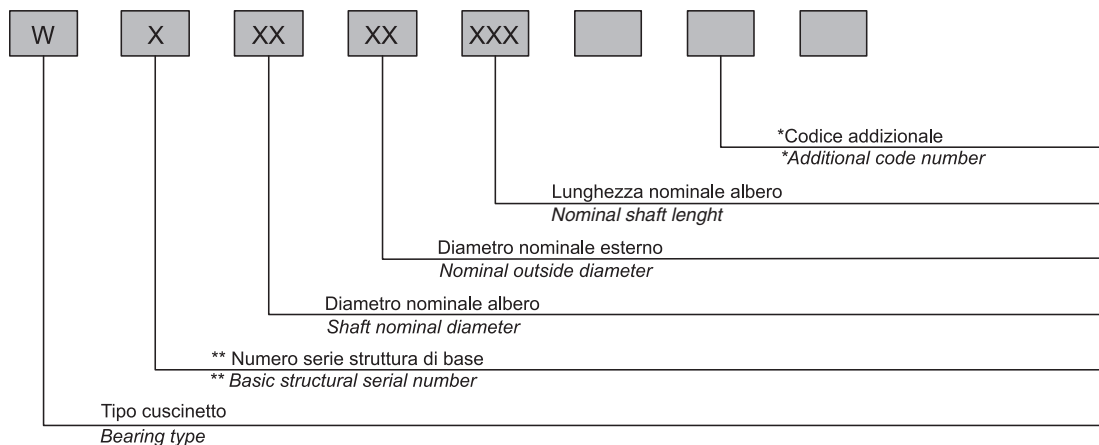 W X XX XX XXX
*Codice addizionale
*Additional code number
Lunghezza nominale albero
Nominal shaft lenght
Diametro nominale esterno
Nominal outside diameter
Diametro nominale albero
Shaft nominal diameter
** Numero serie struttura di base
** Basic structural serial number
Tipo cuscinetto
Bearing type